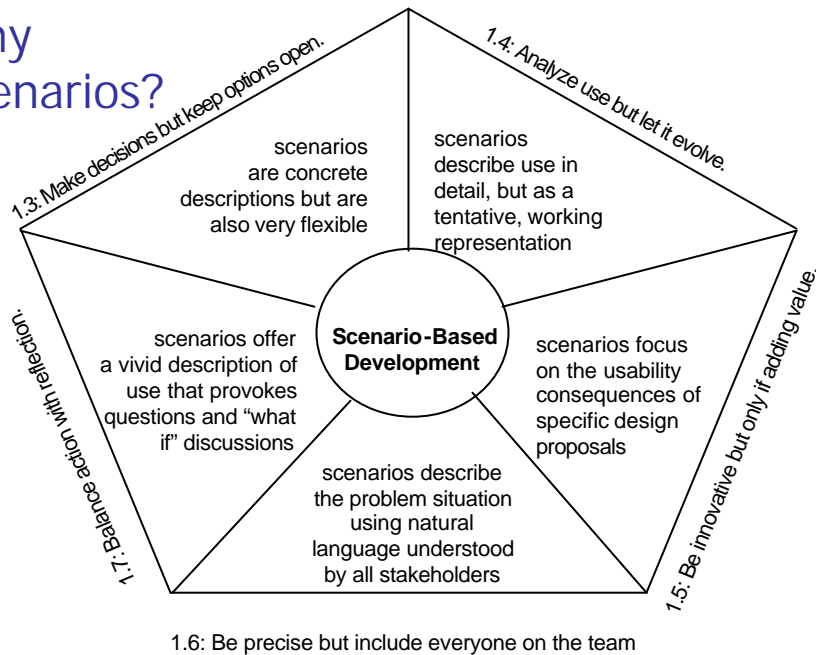 ny
enarios?
1.3: Make decisions but keep options open.
1.4: Analyze use but let it evolve.
scenarios
are concrete
descriptions but are
also very flexible
scenarios
describe use in
detail, but as a
tentative, working
representation
Scenario-Based
Development
scenarios offer
a vivid description of
use that provokes
questions and “what
if” discussions
scenarios focus
on the usability
consequences of
specific design
proposals
scenarios describe
the problem situation
using natural
language understood
by all stakeholders
1.7: Balance action with reflection.
1.5: Be innovative but only if adding value.
1.6: Be precise but include everyone on the team